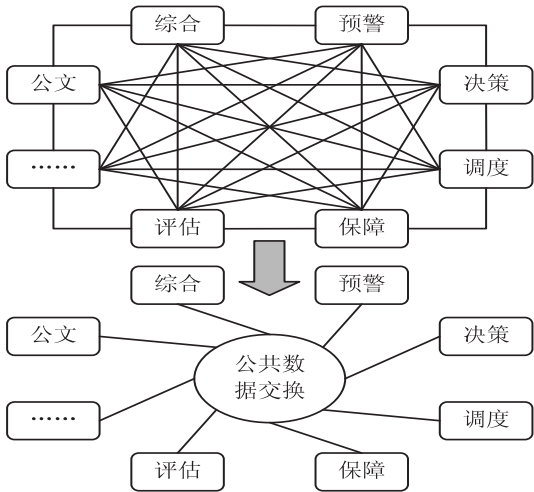 综合
预警
公文
决策
……
调度
评估
保障
综合
预警
公文
决策
公共数
据交换
……
调度
评估
保障